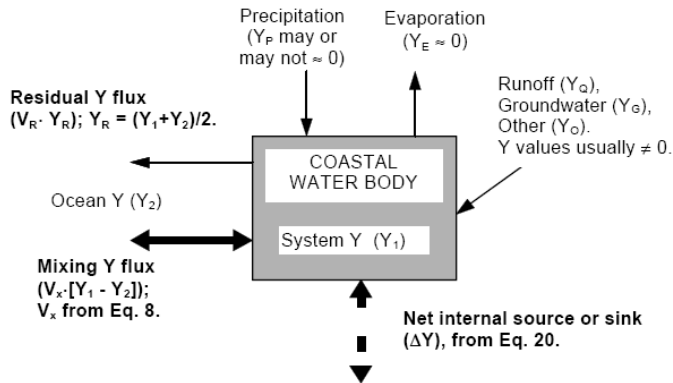 Precipitation
(Y_P may or
may not ≈ 0)
Evaporation
(Y_E ≈ 0)
Runoff (Y_Q),
Groundwater (Y_G),
Other (Y_O).
Y values usually ≠ 0.
Residual Y flux
(V_R· Y_R); Y_R = (Y_1+Y_2)/2.
COASTAL
WATER BODY
Ocean Y (Y_2)
System Y (Y_1)
Mixing Y flux
(V_x·[Y_1 - Y_2]);
V_x from Eq. 8.
Net internal source or sink
(ΔY), from Eq. 20.